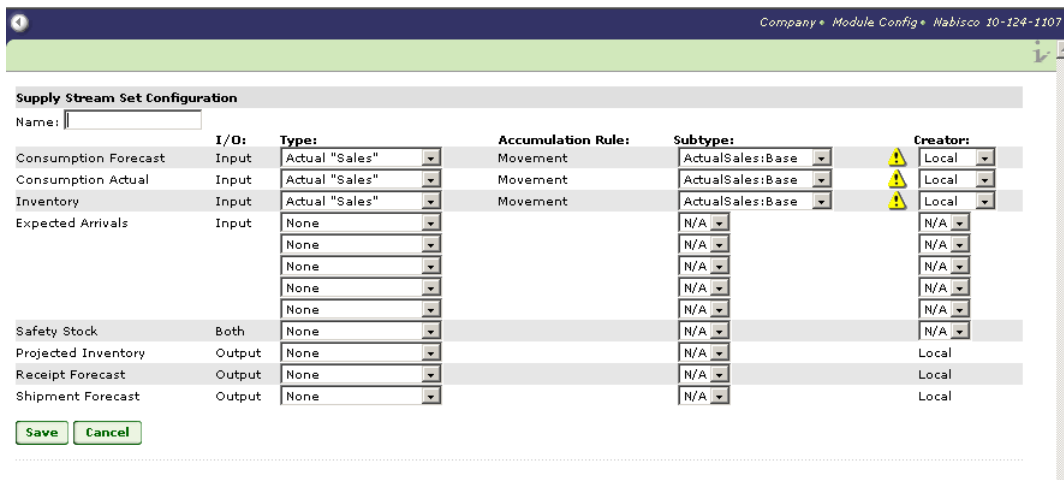 Company • Module Config • Nabisco 10-124-1107
Supply Stream Set Configuration
Name:
I/O: Type: Accumulation Rule: Subtype: Creator:
Consumption Forecast Input Actual "Sales" Movement ActualSales:Base Local
Consumption Actual Input Actual "Sales" Movement ActualSales:Base Local
Inventory Input Actual "Sales" Movement ActualSales:Base Local
Expected Arrivals Input None N/A N/A
None N/A N/A
None N/A N/A
None N/A N/A
None N/A N/A
Safety Stock Both None N/A N/A
Projected Inventory Output None N/A Local
Receipt Forecast Output None N/A Local
Shipment Forecast Output None N/A Local
Save Cancel